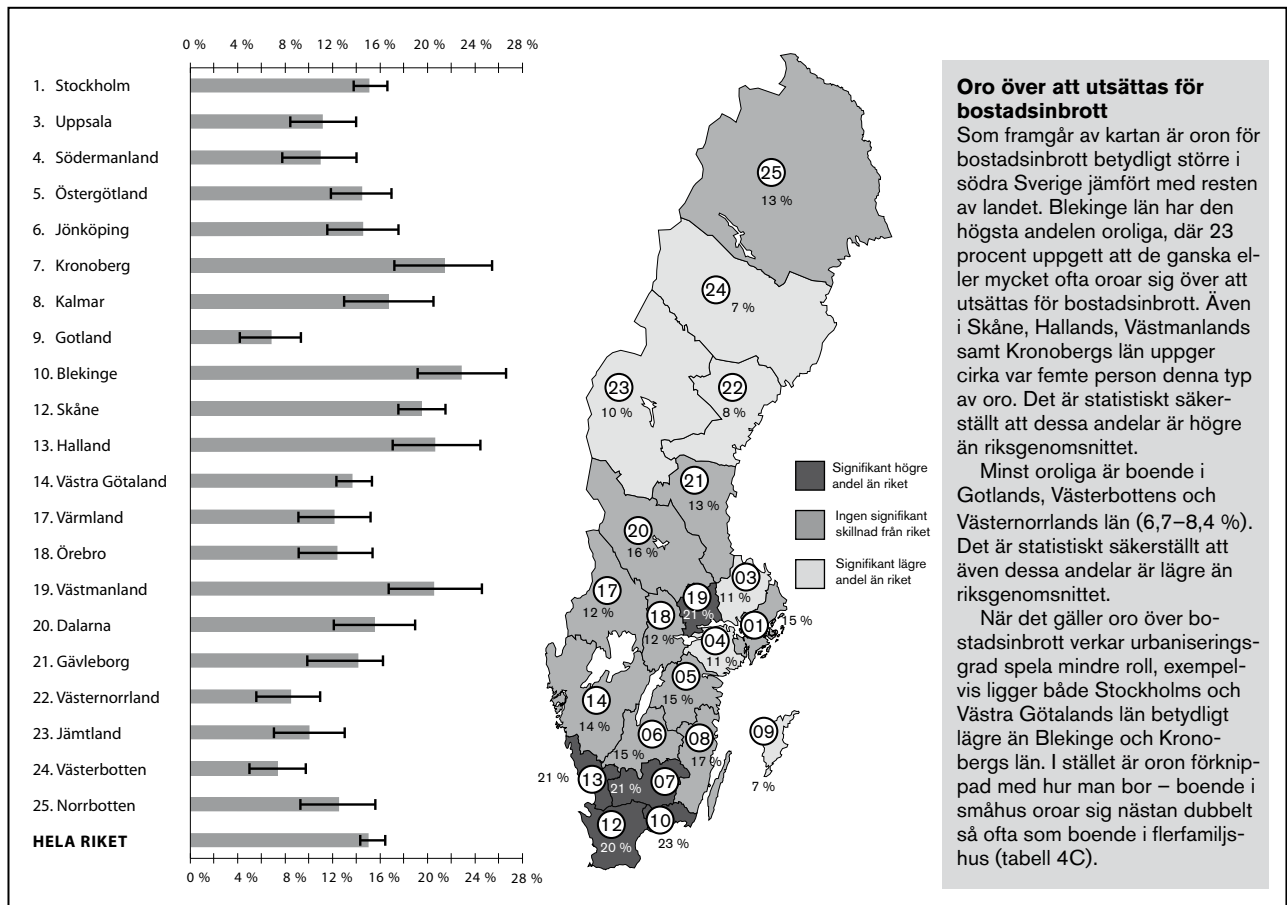 0 % 4 % 8 % 12 % 16 % 20 % 24 % 28 %
1. Stockholm
3. Uppsala
4. Södermanland
5. Östergötland
6. Jönköping
7. Kronoberg
8. Kalmar
9. Gotland
10. Blekinge
12. Skåne
13. Halland
14. Västra Götaland
17. Värmland
18. Örebro
19. Västmanland
20. Dalarna
21. Gävleborg
22. Västernorrland
23. Jämtland
24. Västerbotten
25. Norrbotten
HELA RIKET
0 % 4 % 8 % 12 % 16 % 20 % 24 % 28 %
25
13 %
24
7 %
23
10 %
22
8 %
21
13 %
20
16 %
03
11 %
17
12 %
19
21 %
18
12 %
01
15 %
04
11 %
05
15 %
14
14 %
06
15 %
08
17 %
09
7 %
13
21 %
07
21 %
12
20 %
10
23 %
Signifikant högre
andel än riket
Ingen signifikant
skillnad från riket
Signifikant lägre
andel än riket
Oro över att utsättas för
bostadsinbrott
Som framgår av kartan är oron för
bostadsinbrott betydligt större i
södra Sverige jämfört med resten
av landet. Blekinge län har den
högsta andelen oroliga, där 23
procent uppgett att de ganska el-
ler mycket ofta oroar sig över att
utsättas för bostadsinbrott. Även
i Skåne, Hallands, Västmanlands
samt Kronobergs län uppger
cirka var femte person denna typ
av oro. Det är statistiskt säker-
ställt att dessa andelar är högre
än riksgenomsnittet.
Minst oroliga är boende i
Gotlands, Västerbottens och
Västernorrlands län (6,7–8,4 %).
Det är statistiskt säkerställt att
även dessa andelar är lägre än
riksgenomsnittet.
När det gäller oro över bo-
stadsinbrott verkar urbaniserings-
grad spela mindre roll, exempel-
vis ligger både Stockholms och
Västra Götalands län betydligt
lägre än Blekinge och Krono-
bergs län. I stället är oron förknip-
pad med hur man bor – boende i
småhus oroar sig nästan dubbelt
så ofta som boende i flerfamiljs-
hus (tabell 4C).